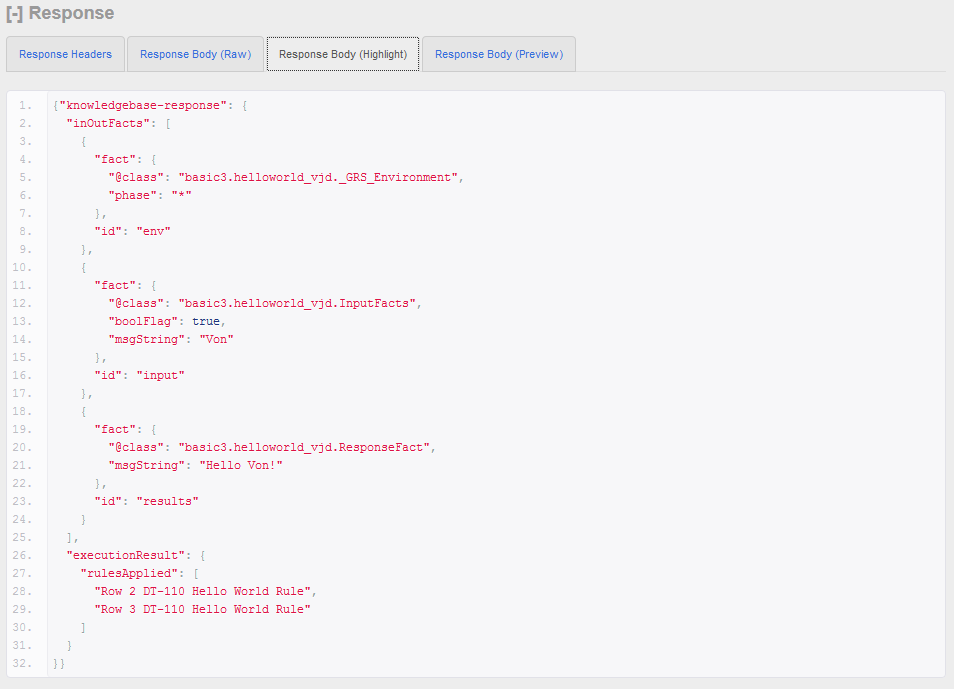 [-] Response
Response Headers
Response Body (Raw)
Response Body (Highlight)
Response Body (Preview)
1. {"knowledgebase-response": {
2.   "inOutFacts": [
3.     {
4.       "fact": {
5.         "@class": "basic3.helloworld_vjd._GRS_Environment",
6.         "phase": "*"
7.       },
8.       "id": "env"
9.     },
10.     {
11.       "fact": {
12.         "@class": "basic3.helloworld_vjd.InputFacts",
13.         "boolFlag": true,
14.         "msgString": "Von"
15.       },
16.       "id": "input"
17.     },
18.     {
19.       "fact": {
20.         "@class": "basic3.helloworld_vjd.ResponseFact",
21.         "msgString": "Hello Von!"
22.       },
23.       "id": "results"
24.     }
25.   ],
26.   "executionResult": {
27.     "rulesApplied": [
28.       "Row 2 DT-110 Hello World Rule",
29.       "Row 3 DT-110 Hello World Rule"
30.     ]
31.   }
32. }}